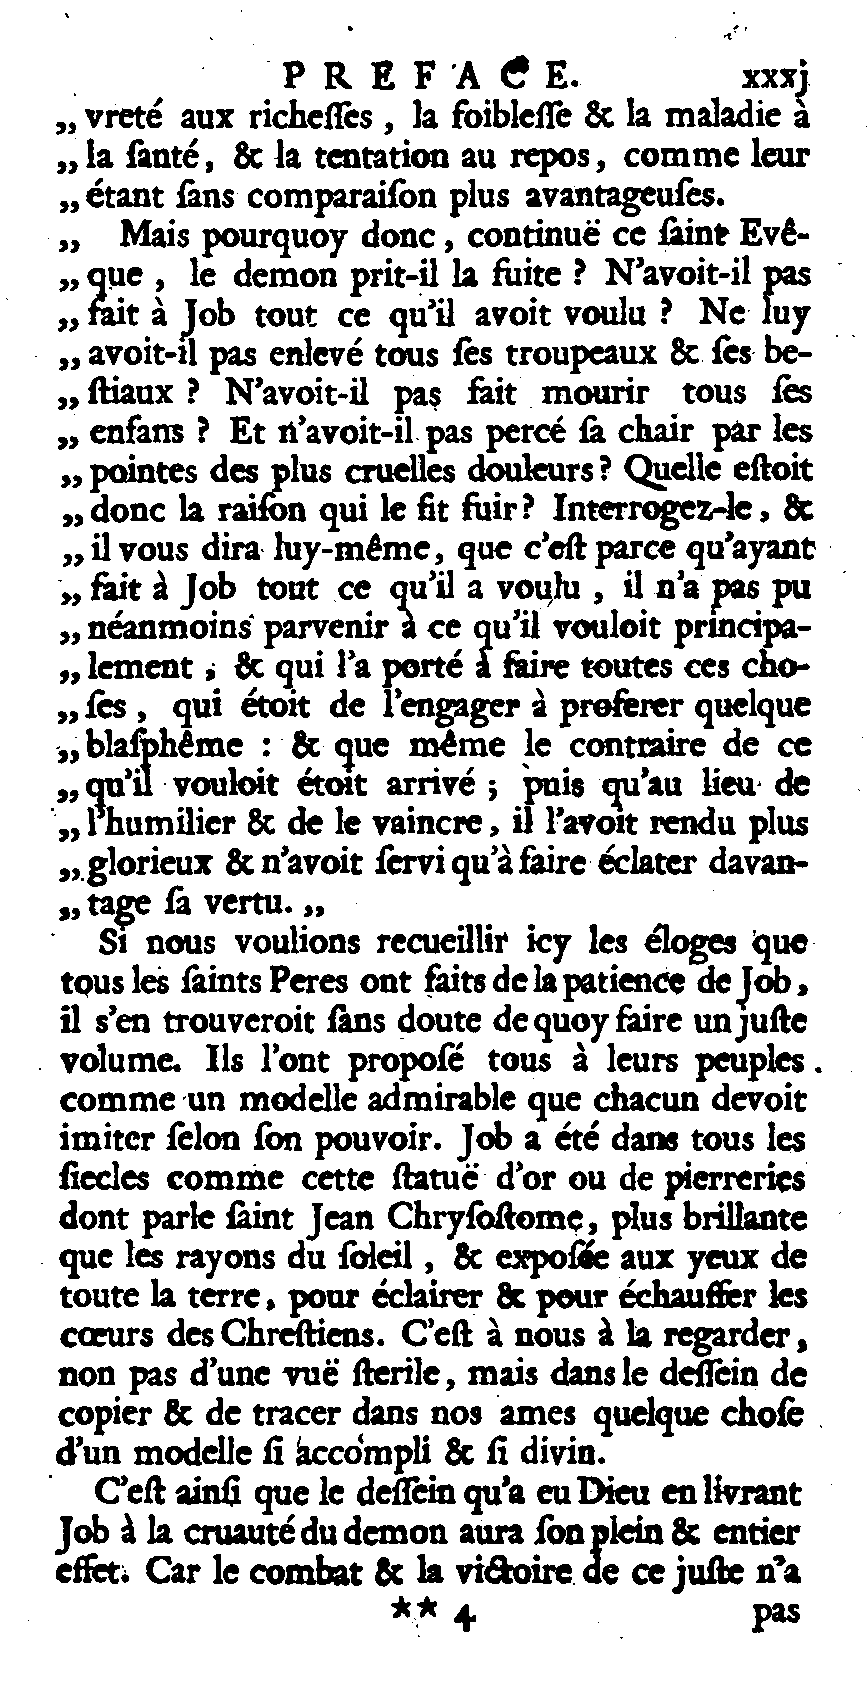 PREFACE. xxxj
„ vreté aux richeſſes, la foibleſſe & la maladie à
„ la ſanté, & la tentation au repos, comme leur
„ étant ſans comparaiſon plus avantageuſes.
„ Mais pourquoy donc, continuë ce ſaint Evê-
„ que, le demon prit-il la fuite ? N'avoit-il pas
„ fait à Job tout ce qu'il avoit voulu ? Ne luy
„ avoit-il pas enlevé tous ſes troupeaux & ſes be-
„ ſtiaux ? N'avoit-il pas fait mourir tous ſes
„ enfans ? Et n'avoit-il pas percé ſa chair par les
„ pointes des plus cruelles douleurs ? Quelle eſtoit
„ donc la raiſon qui le fit fuir ? Interrogez-le, &
„ il vous dira luy-même, que c'eſt parce qu'ayant
„ fait à Job tout ce qu'il a voulu, il n'a pas pu
„ néanmoins parvenir à ce qu'il vouloit principa-
„ lement, & qui l'a porté à faire toutes ces cho-
„ ſes, qui étoit de l'engager à proferer quelque
„ blaſphême : & que même le contraire de ce
„ qu'il vouloit étoit arrivé ; puis qu'au lieu de
„ l'humilier & de le vaincre, il l'avoit rendu plus
„ glorieux & n'avoit ſervi qu'à faire éclater davan-
„ tage ſa vertu. „
Si nous voulions recueillir icy les éloges que
tous les ſaints Peres ont faits de la patience de Job,
il s'en trouveroit ſans doute de quoy faire un juſte
volume. Ils l'ont propoſé tous à leurs peuples
comme un modelle admirable que chacun devoit
imiter ſelon ſon pouvoir. Job a été dans tous les
ſiecles comme cette ſtatuë d'or ou de pierreries
dont parle ſaint Jean Chryſoſtome, plus brillante
que les rayons du ſoleil, & expoſée aux yeux de
toute la terre, pour éclairer & pour échauffer les
cœurs des Chreſtiens. C'eſt à nous à la regarder,
non pas d'une vuë ſterile, mais dans le deſſein de
copier & de tracer dans nos ames quelque choſe
d'un modelle ſi accompli & ſi divin.
C'eſt ainſi que le deſſein qu'a eu Dieu en livrant
Job à la cruauté du demon aura ſon plein & entier
effet. Car le combat & la victoire de ce juſte n'a
** 4 pas